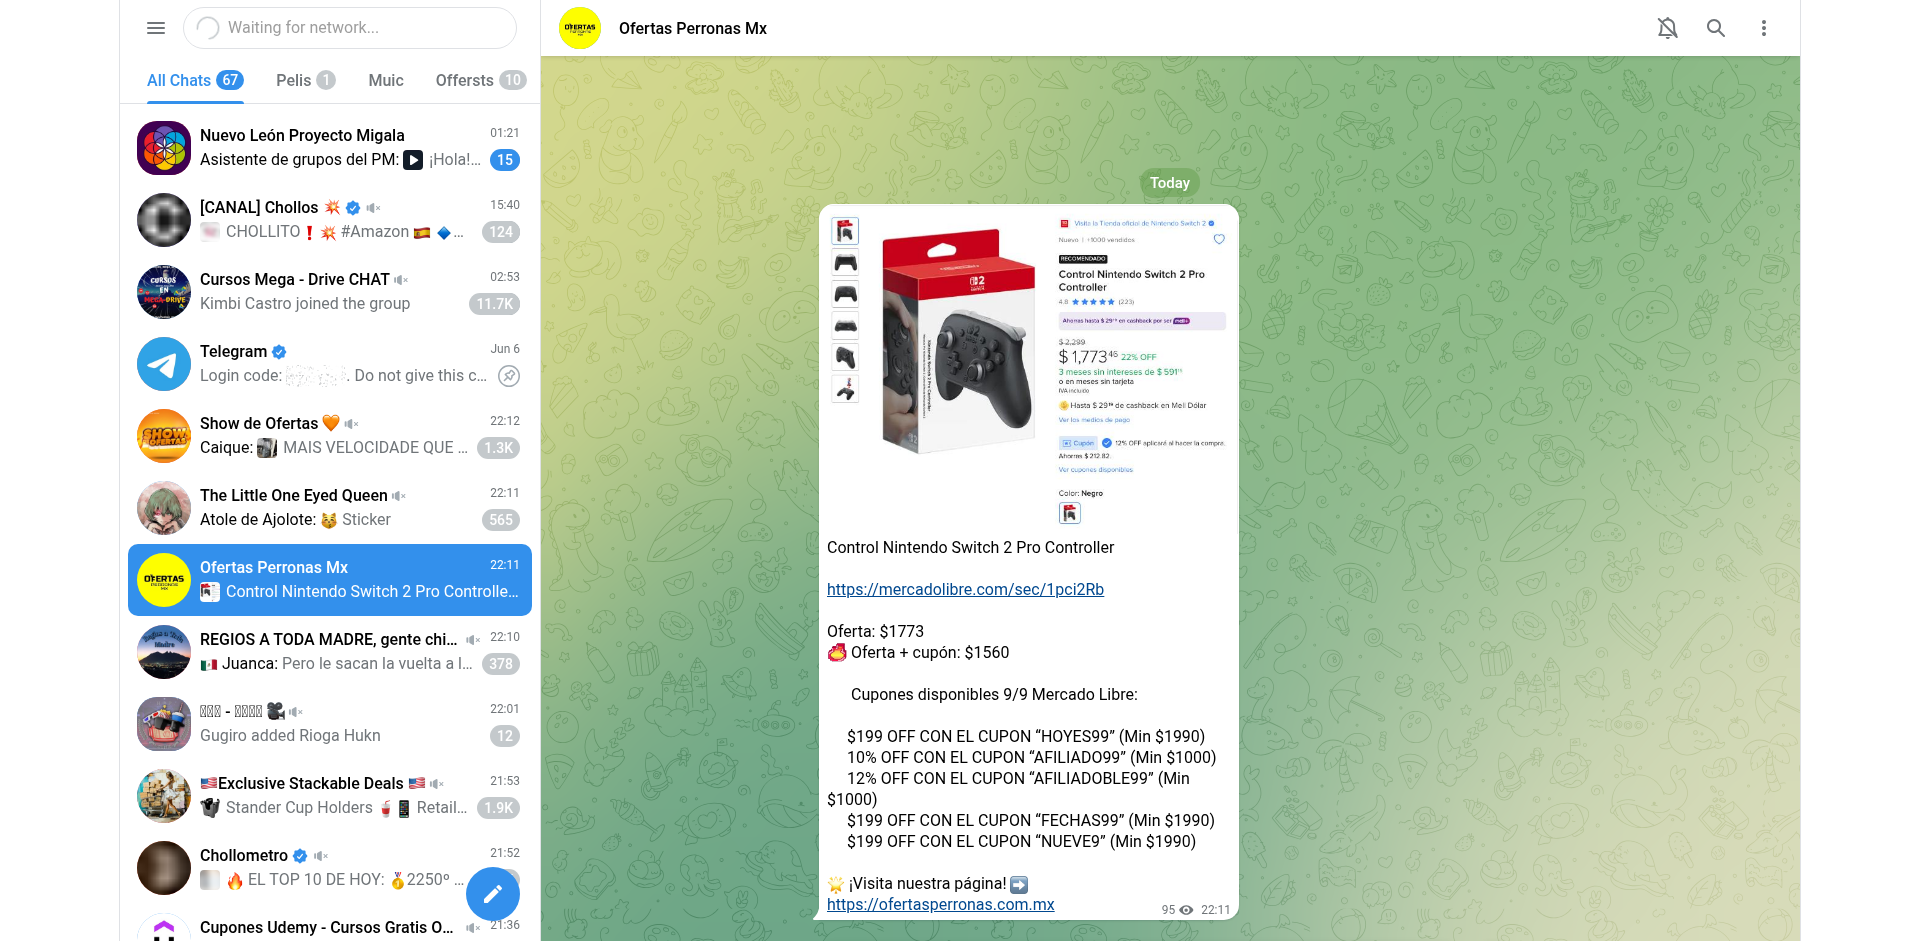 Waiting for network...
All Chats 67
Pelis 1
Muic
Offersts 10
Nuevo León Proyecto Migala 01:21
Asistente de grupos del PM: ¡Hola!... 15
[CANAL] Chollos 💥 15:40
CHOLLITO❗💥 #Amazon 🇪🇸 🔷... 124
Cursos Mega - Drive CHAT 02:53
Kimbi Castro joined the group 11.7K
Telegram Jun 6
Login code: . Do not give this c...
Show de Ofertas 🧡 22:12
Caique: MAIS VELOCIDADE QUE ... 1.3K
The Little One Eyed Queen 22:11
Atole de Ajolote: 😽 Sticker 565
Ofertas Perronas Mx 22:11
Control Nintendo Switch 2 Pro Controlle...
REGIOS A TODA MADRE, gente chi... 22:10
🇲🇽 Juanca: Pero le sacan la vuelta a l... 378
- 🎥 22:01
Gugiro added Rioga Hukn 12
🇺🇸Exclusive Stackable Deals 🇺🇸 21:53
Stander Cup Holders 🥤📱 Retail... 1.9K
Chollometro 21:52
🔥 EL TOP 10 DE HOY: 🥇2250º ...
Cupones Udemy - Cursos Gratis O... 21:36
Ofertas Perronas Mx
Today
Visita la Tienda oficial de Nintendo Switch 2
Nuevo | +1000 vendidos
RECOMENDADO
Control Nintendo Switch 2 Pro
Controller
4.8 ★★★★★ (223)
Ahorras hasta $ 29 en cashback por ser meli+
$ 2,299
$ 1,773 46 22% OFF
3 meses sin intereses de $ 591
o en meses sin tarjeta
IVA incluido
Hasta $ 29 de cashback en Meli Dólar
Ver los medios de pago
Cupón 12% OFF aplicará al hacer la compra.
Ahorras $ 212.82
Ver cupones disponibles
Color: Negro
Control Nintendo Switch 2 Pro Controller
https://mercadolibre.com/sec/1pci2Rb
Oferta: $1773
Oferta + cupón: $1560
Cupones disponibles 9/9 Mercado Libre:
$199 OFF CON EL CUPON “HOYES99” (Min $1990)
10% OFF CON EL CUPON “AFILIADO99” (Min $1000)
12% OFF CON EL CUPON “AFILIADOBLE99” (Min
$1000)
$199 OFF CON EL CUPON “FECHAS99” (Min $1990)
$199 OFF CON EL CUPON “NUEVE9” (Min $1990)
🌟 ¡Visita nuestra página! ➡️
https://ofertasperronas.com.mx
95 22:11